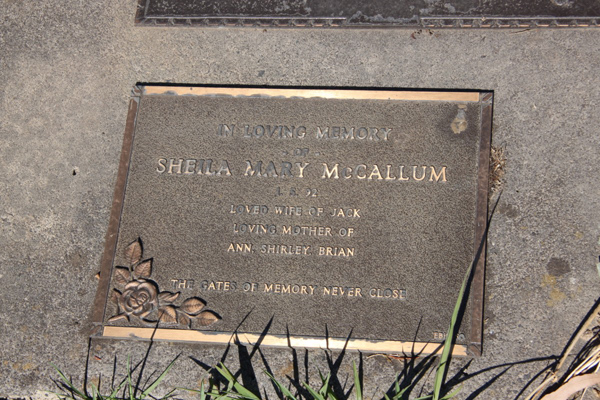 IN LOVING MEMORY
OF
SHEILA MARY McCALLUM
LOVED WIFE OF JACK
LOVING MOTHER OF
ANN, SHIRLEY, BRIAN
THE GATES OF MEMORY NEVER CLOSE